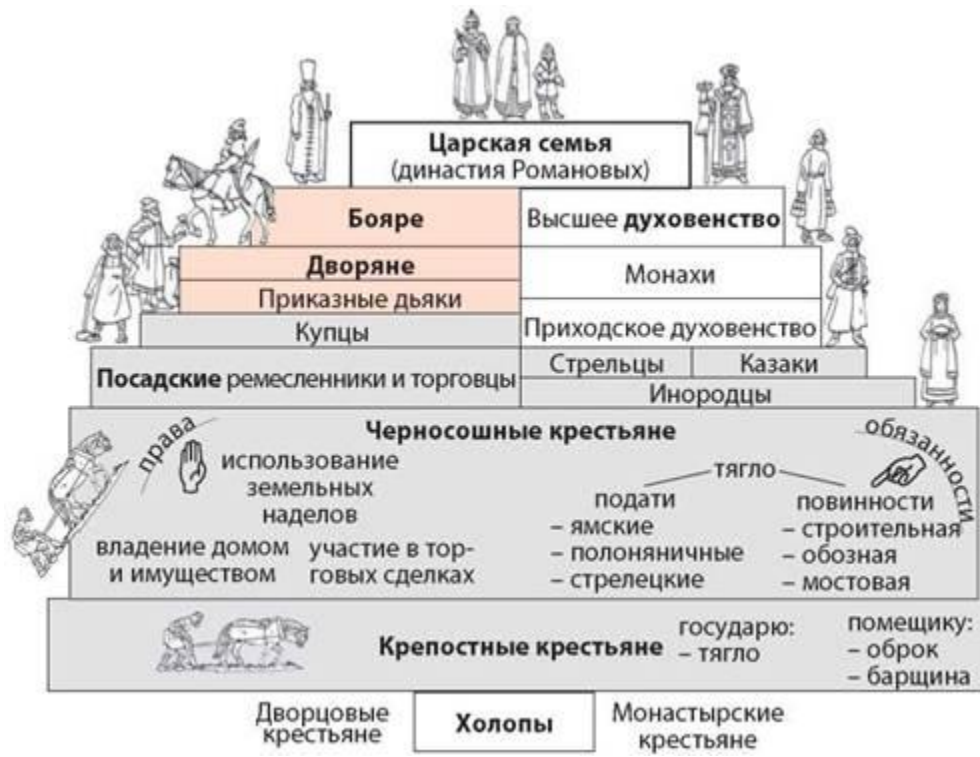 Царская семья
(династия Романовых)
Бояре
Высшее духовенство
Дворяне
Монахи
Приказные дьяки
Купцы
Приходское духовенство
Посадские ремесленники и торговцы
Стрельцы
Казаки
Инородцы
Черносошные крестьяне
права
использование
земельных
наделов
владение домом
и имуществом
участие в тор-
говых сделках
обязанности
тягло
подати
– ямские
– полоняничные
– стрелецкие
повинности
– строительная
– обозная
– мостовая
Крепостные крестьяне
государю:
– тягло
помещику:
– оброк
– барщина
Дворцовые
крестьяне
Холопы
Монастырские
крестьяне